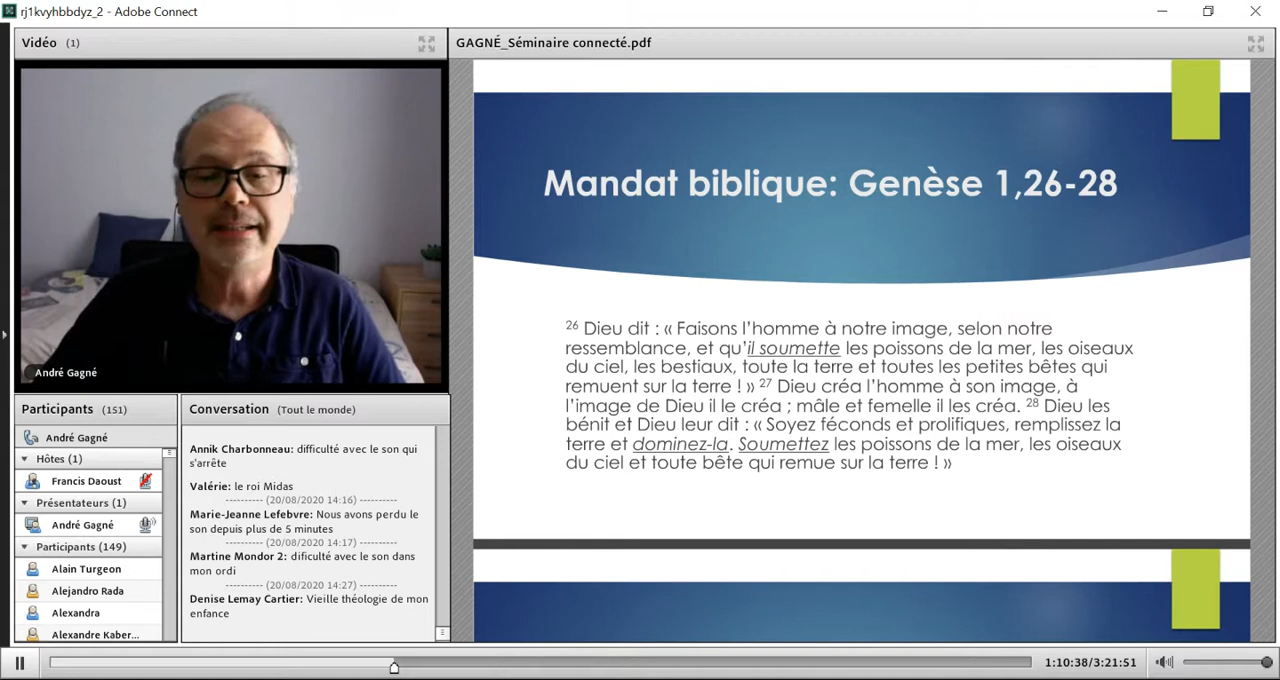 rj1kvyhbbdyz_2 - Adobe Connect
Vidéo (1)
André Gagné
Participants (151)
André Gagné
Hôtes (1)
Francis Daoust
Présentateurs (1)
André Gagné
Participants (149)
Alain Turgeon
Alejandro Rada
Alexandra
Alexandre Kaber...
Conversation (Tout le monde)
Annik Charbonneau: difficulté avec le son qui
s'arrête
Valérie: le roi Midas
---------- (20/08/2020 14:16) ----------
Marie-Jeanne Lefebvre: Nous avons perdu le
son depuis plus de 5 minutes
---------- (20/08/2020 14:17) ----------
Martine Mondor 2: dificulté avec le son dans
mon ordi
---------- (20/08/2020 14:27) ----------
Denise Lemay Cartier: Vieille théologie de mon
enfance
GAGNÉ_Séminaire connecté.pdf
Mandat biblique: Genèse 1,26-28
26 Dieu dit : « Faisons l'homme à notre image, selon notre
ressemblance, et qu'il soumette les poissons de la mer, les oiseaux
du ciel, les bestiaux, toute la terre et toutes les petites bêtes qui
remuent sur la terre ! » 27 Dieu créa l'homme à son image, à
l'image de Dieu il le créa ; mâle et femelle il les créa. 28 Dieu les
bénit et Dieu leur dit : « Soyez féconds et prolifiques, remplissez la
terre et dominez-la. Soumettez les poissons de la mer, les oiseaux
du ciel et toute bête qui remue sur la terre ! »
1:10:38/3:21:51